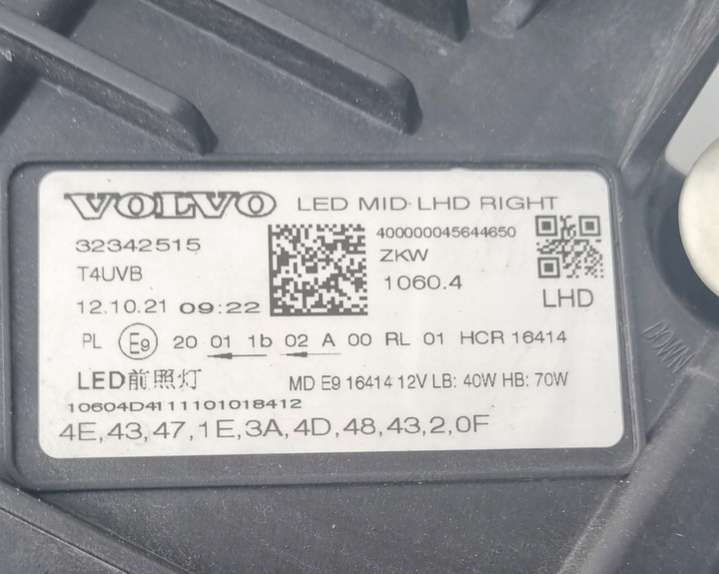 VOLVO LED MID-LHD RIGHT
32342515
T4UVB
12.10.21 09:22
400000045644650
ZKW
1060.4
LHD
PL E9 20 01 1b 02 A 00 RL 01 HCR 16414
LED前照灯 MD E9 16414 12V LB: 40W HB: 70W
10604D4111101018412
4E,43,47,1E,3A,4D,48,43,2,0F